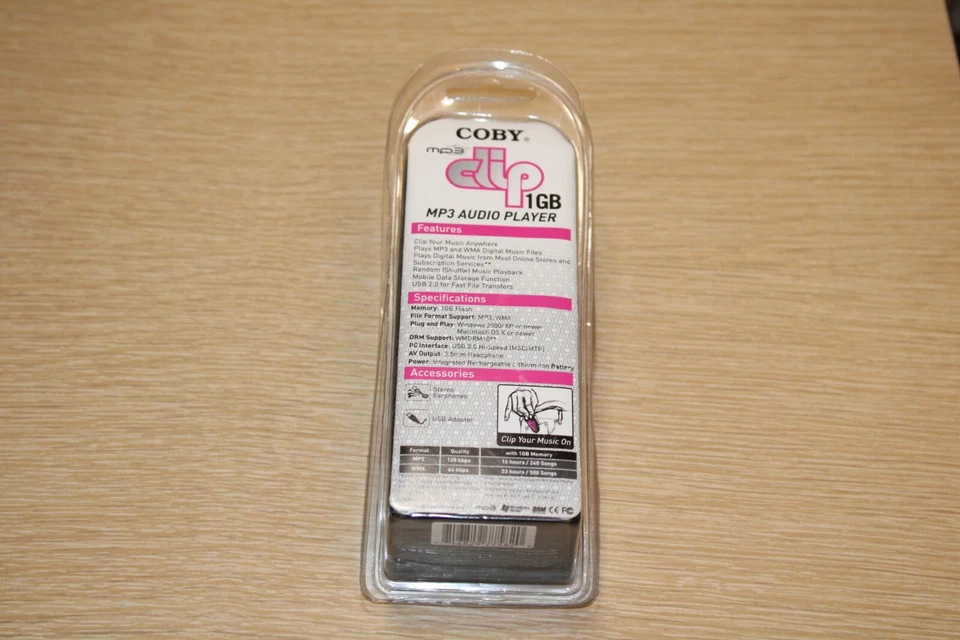 COBY®
mp3
clip
1GB
MP3 AUDIO PLAYER
Features
Clip Your Music Anywhere
Plays MP3 and WMA Digital Music Files
Plays Digital Music from Most Online Stores and
Subscription Services**
Random (Shuffle) Music Playback
Mobile Data Storage Function
USB 2.0 for Fast File Transfers
Specifications
Memory: 1GB Flash
File Format Support: MP3, WMA
Plug and Play: Windows 2000/ XP or newer
Macintosh OS X or newer
DRM Support: WMDRM10**
PC Interface: USB 2.0 Hi-Speed (MSC/MTP)
AV Output: 3.5mm Headphone
Power: Integrated Rechargeable Lithium-Ion Battery
Accessories
Stereo
Earphones
USB Adapter
Clip Your Music On
Format Quality with 1GB Memory
MP3 128 kbps 16 hours / 240 Songs
WMA 64 kbps 33 hours / 500 Songs
mp3 DRM CE FC